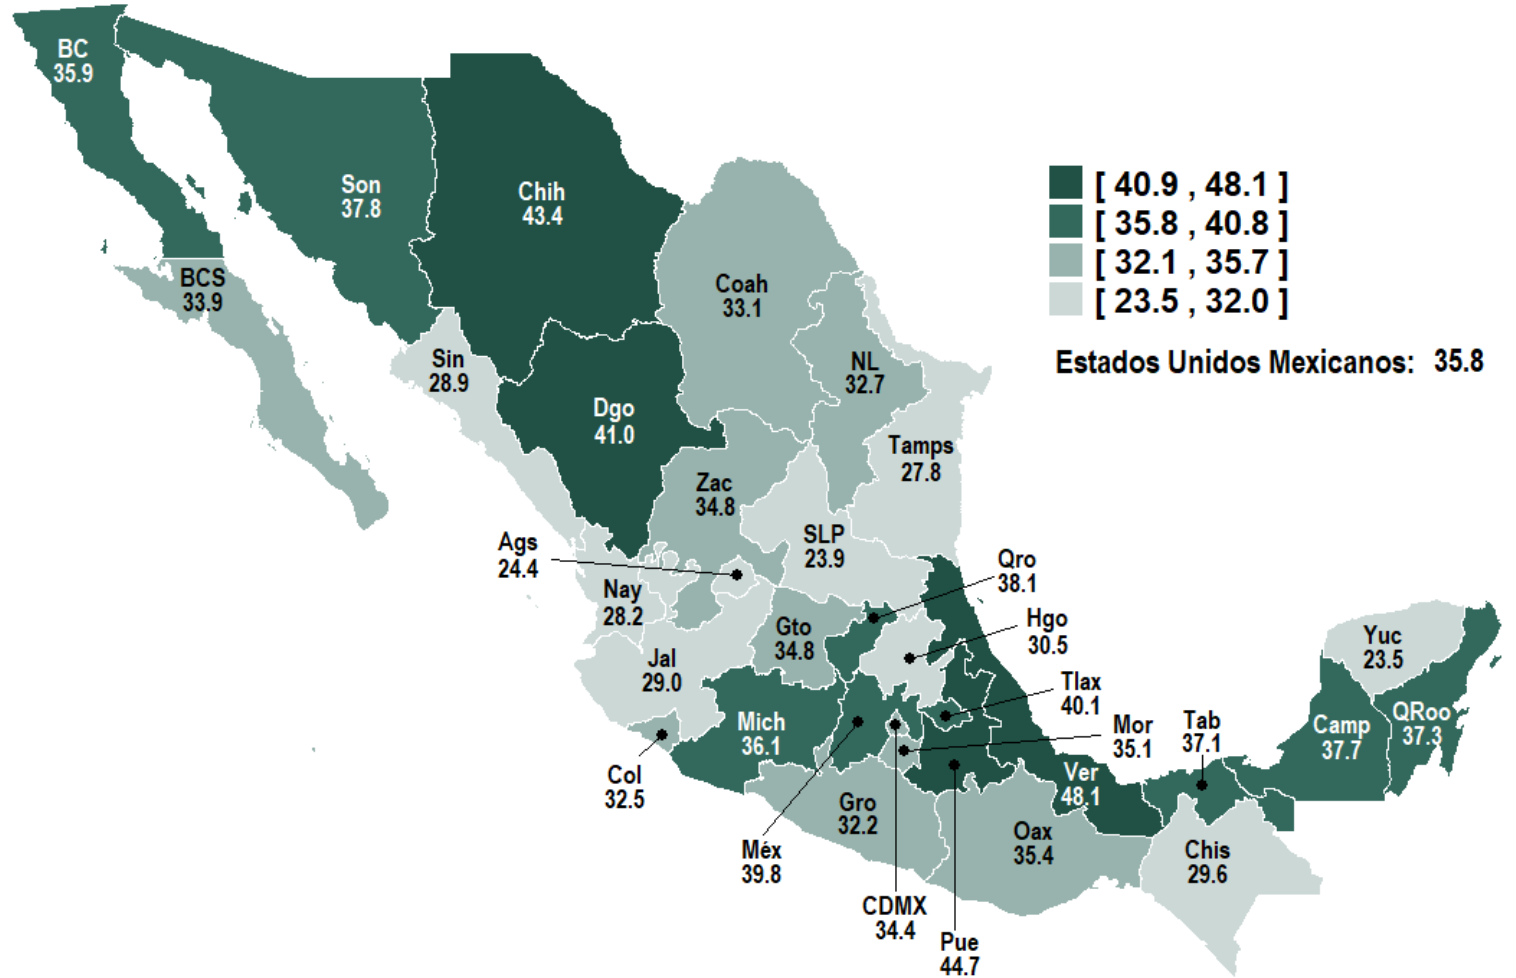 BC
35.9
Son
37.8
Chih
43.4
[ 40.9 , 48.1 ]
[ 35.8 , 40.8 ]
[ 32.1 , 35.7 ]
[ 23.5 , 32.0 ]
Estados Unidos Mexicanos: 35.8
BCS
33.9
Coah
33.1
Sin
28.9
NL
32.7
Dgo
41.0
Tamps
27.8
Zac
34.8
SLP
23.9
Ags
24.4
Nay
28.2
Qro
38.1
Hgo
30.5
Gto
34.8
Jal
29.0
Yuc
23.5
Tlax
40.1
Mich
36.1
Mor
35.1
Tab
37.1
Camp
37.7
QRoo
37.3
Col
32.5
Ver
48.1
Gro
32.2
Oax
35.4
Méx
39.8
Chis
29.6
CDMX
34.4
Pue
44.7